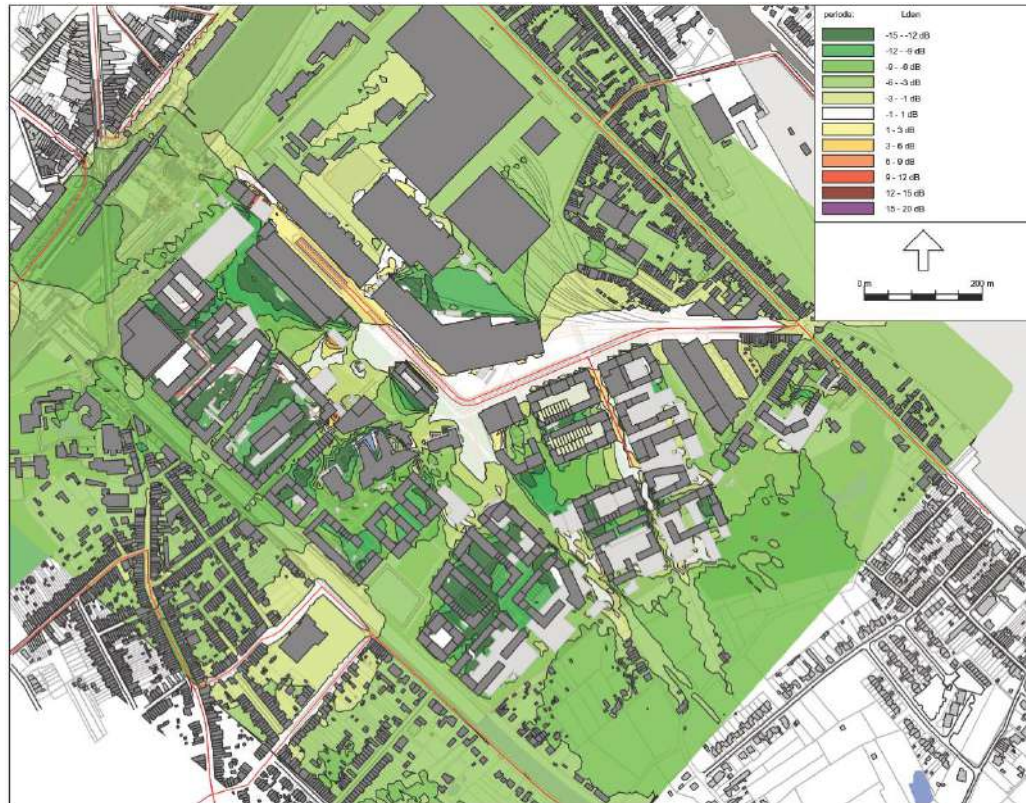 periode: Lden
-15 - -12 dB
-12 - -9 dB
-9 - -6 dB
-6 - -3 dB
-3 - -1 dB
-1 - 1 dB
1 - 3 dB
3 - 6 dB
6 - 9 dB
9 - 12 dB
12 - 15 dB
15 - 20 dB
0 m 200 m